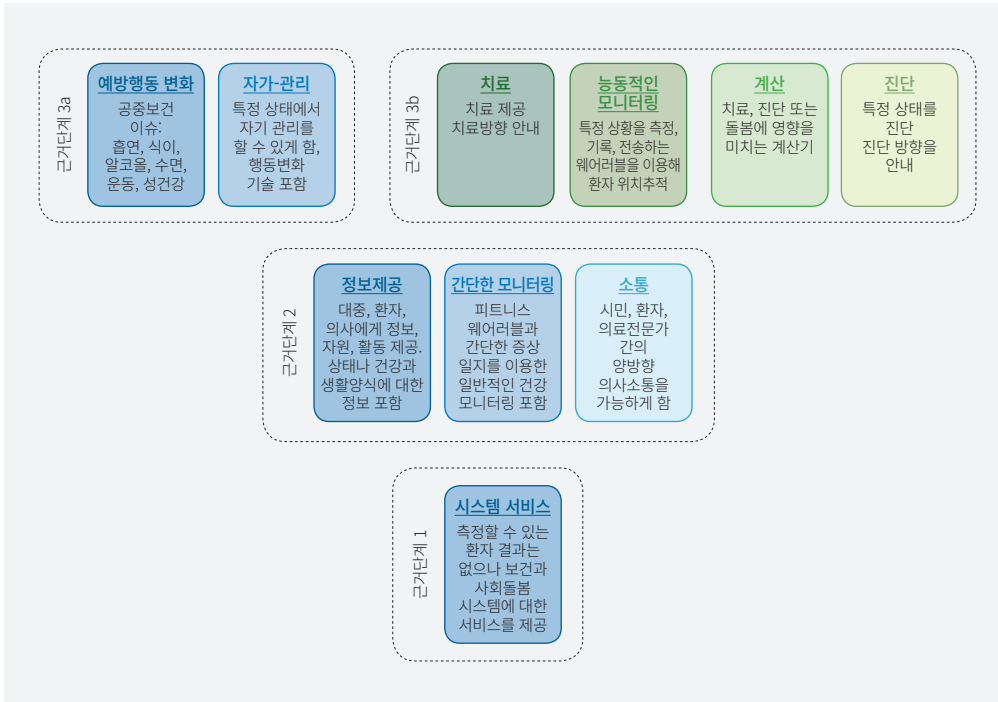 근거단계 3a
예방행동 변화
공중보건
이슈:
흡연, 식이,
알코올, 수면,
운동, 성건강
자가-관리
특정 상태에서
자기 관리를
할 수 있게 함,
행동변화
기술 포함
근거단계 3b
치료
치료 제공
치료방향 안내
능동적인
모니터링
특정 상황을 측정,
기록, 전송하는
웨어러블을 이용해
환자 위치추적
계산
치료, 진단 또는
돌봄에 영향을
미치는 계산기
진단
특정 상태를
진단
진단 방향을
안내
근거단계 2
정보제공
대중, 환자,
의사에게 정보,
자원, 활동 제공.
상태나 건강과
생활양식에 대한
정보 포함
간단한 모니터링
피트니스
웨어러블과
간단한 증상
일지를 이용한
일반적인 건강
모니터링 포함
소통
시민, 환자,
의료전문가
간의
양방향
의사소통을
가능하게 함
근거단계 1
시스템 서비스
측정할 수 있는
환자 결과는
없으나 보건과
사회돌봄
시스템에 대한
서비스를 제공